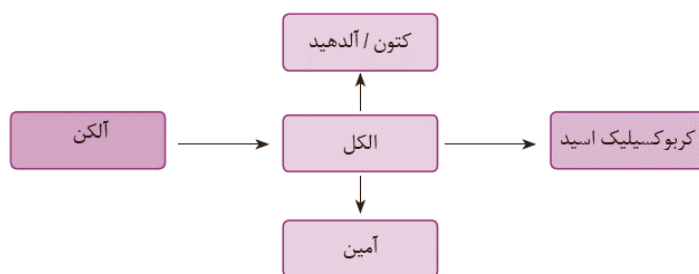 کتون / آلدهید
آلکن
الکل
کربوکسیلیک اسید
آمین